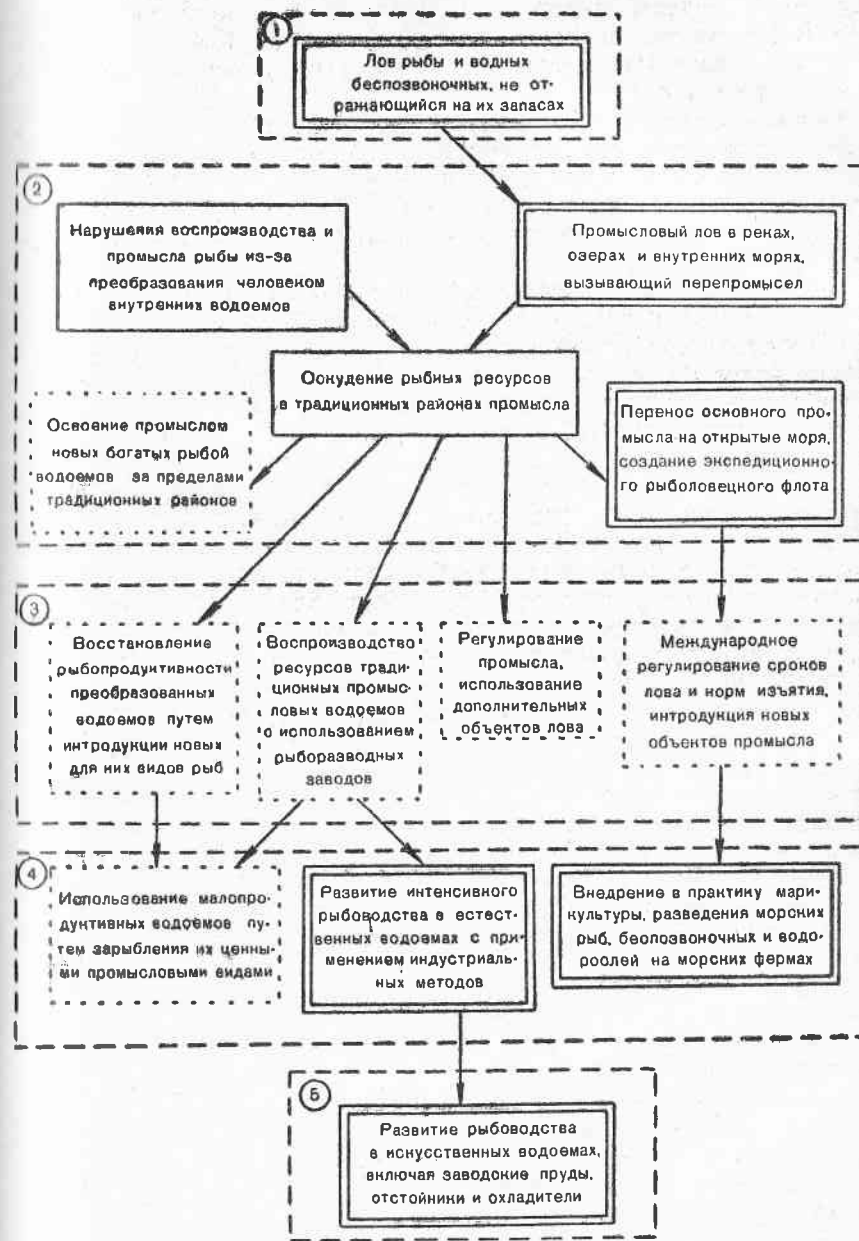 1
Лов рыбы и водных
беспозвоночных, не от-
ражающийся на их запасах
2
Нарушения воспроизводства и
промысла рыбы из-за
преобразования человеком
внутренних водоемов
Промысловый лов в реках,
озерах и внутренних морях,
вызывающий перепромысел
Оскудение рыбных ресурсов
в традиционных районах промысла
Освоение промыслом
новых богатых рыбой
водоемов за пределами
традиционных районов
Перенос основного про-
мысла на открытые моря,
создание экспедиционно-
го рыболовецкого флота
3
Восстановление
рыбопродуктивности
преобразованных
водоемов путем
интродукции новых
для них видов рыб
Воспроизводство
ресурсов тради-
ционных промыс-
ловых водоемов
с использованием
рыборазводных
заводов
Регулирование
промысла,
использование
дополнительных
объектов лова
Международное
регулирование сроков
лова и норм изъятия,
интродукция новых
объектов промысла
4
Использование малопро-
дуктивных водоемов пу-
тем зарыбления их ценны-
ми промысловыми видами
Развитие интенсивного
рыбоводства в естест-
венных водоемах с при-
менением индустриаль-
ных методов
Внедрение в практику мари-
культуры, разведения морских
рыб, беспозвоночных и водо-
рослей на морских фермах
5
Развитие рыбоводства
в искусственных водоемах,
включая заводские пруды,
отстойники и охладители